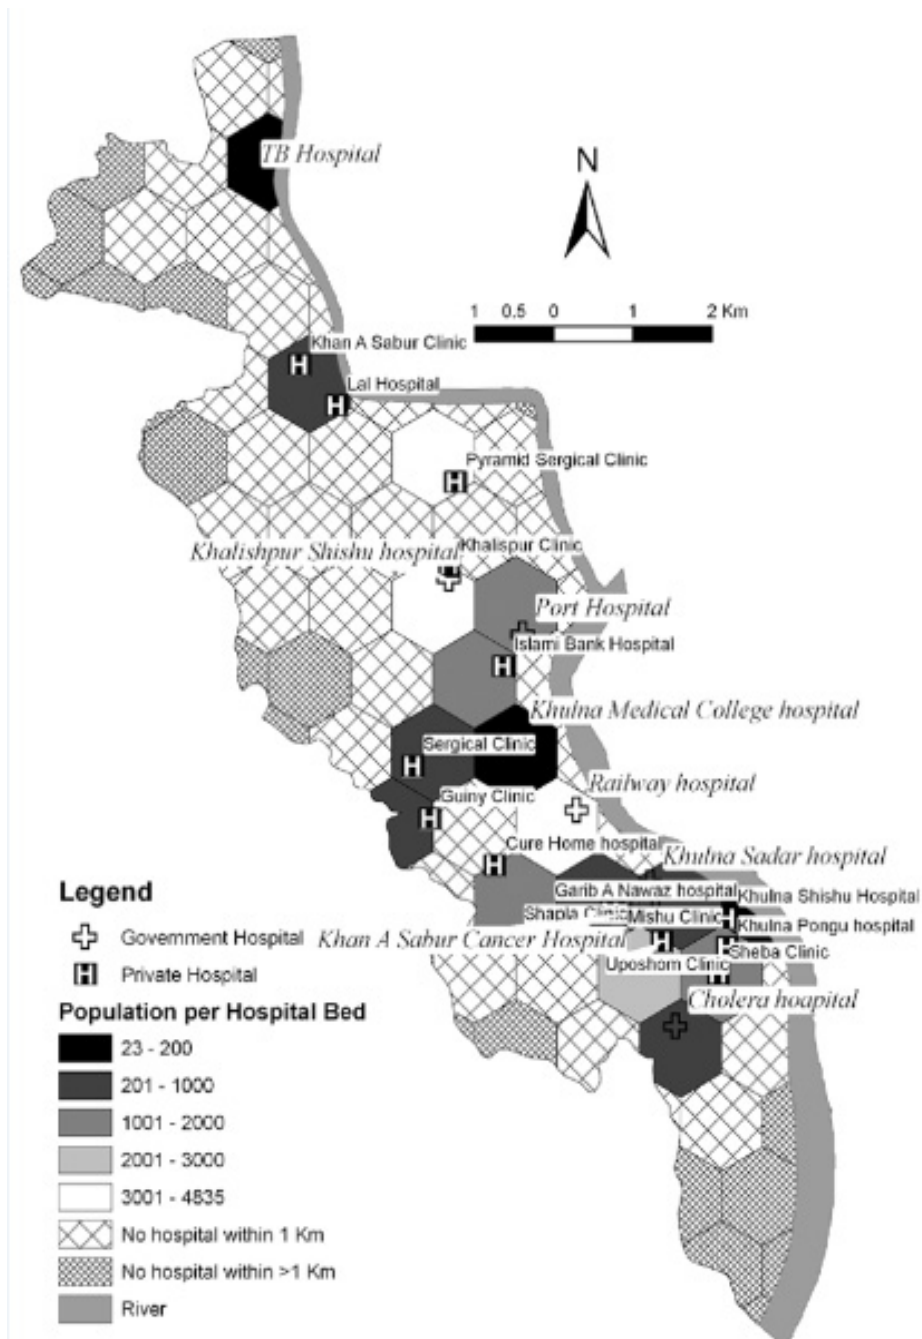 TB Hospital
N
1 0.5 0 1 2 Km
Khan A Sabur Clinic
Lal Hospital
Pyramid Sergical Clinic
Khalispur Clinic
Khalishpur Shishu hospital
Port Hospital
Islami Bank Hospital
Khulna Medical College hospital
Sergical Clinic
Railway hospital
Guiny Clinic
Cure Home hospital
Khulna Sadar hospital
Garib A Nawaz hospital
Khulna Shishu Hospital
Shapla Clinic
Mishu Clinic
Khulna Pongu hospital
Khan A Sabur Cancer Hospital
Sheba Clinic
Uposhom Clinic
Cholera hoapital
Legend
Government Hospital
H Private Hospital
Population per Hospital Bed
23 - 200
201 - 1000
1001 - 2000
2001 - 3000
3001 - 4835
No hospital within 1 Km
No hospital within >1 Km
River